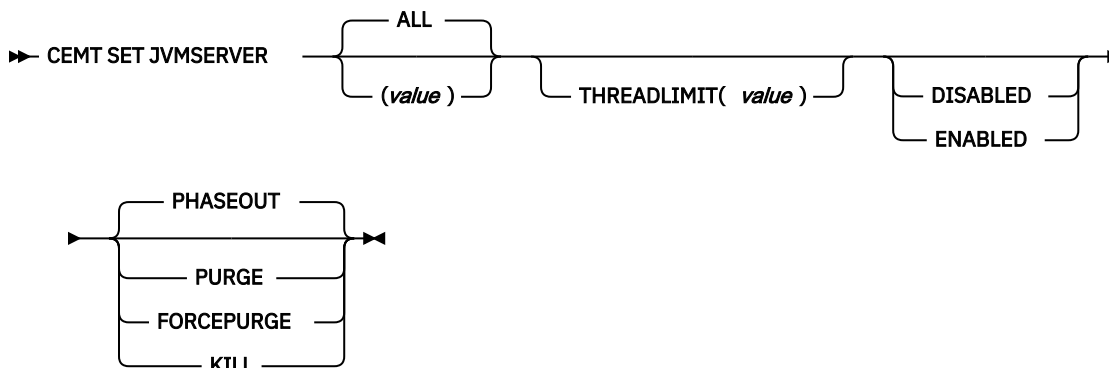 ALL
CEMT SET JVMSERVER
(value )
THREADLIMIT( value )
DISABLED
ENABLED
PHASEOUT
PURGE
FORCEPURGE
KILL